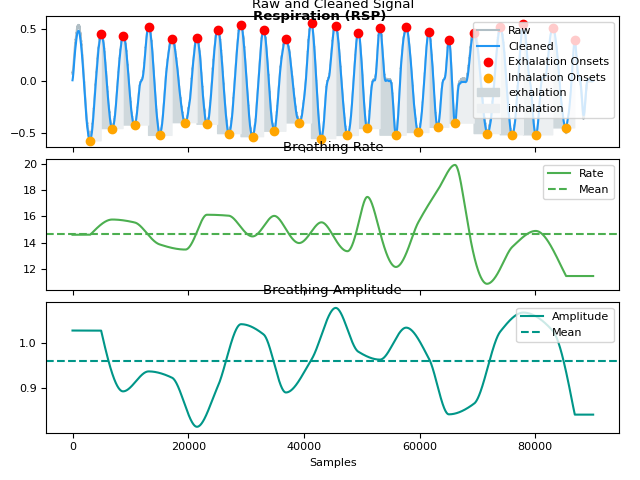 Raw and Cleaned Signal
Respiration (RSP)
0.5
0.0
−0.5
Raw
Cleaned
Exhalation Onsets
Inhalation Onsets
exhalation
inhalation
Breathing Rate
20
18
16
14
12
Rate
Mean
Breathing Amplitude
1.0
0.9
Amplitude
Mean
0 20000 40000 60000 80000
Samples